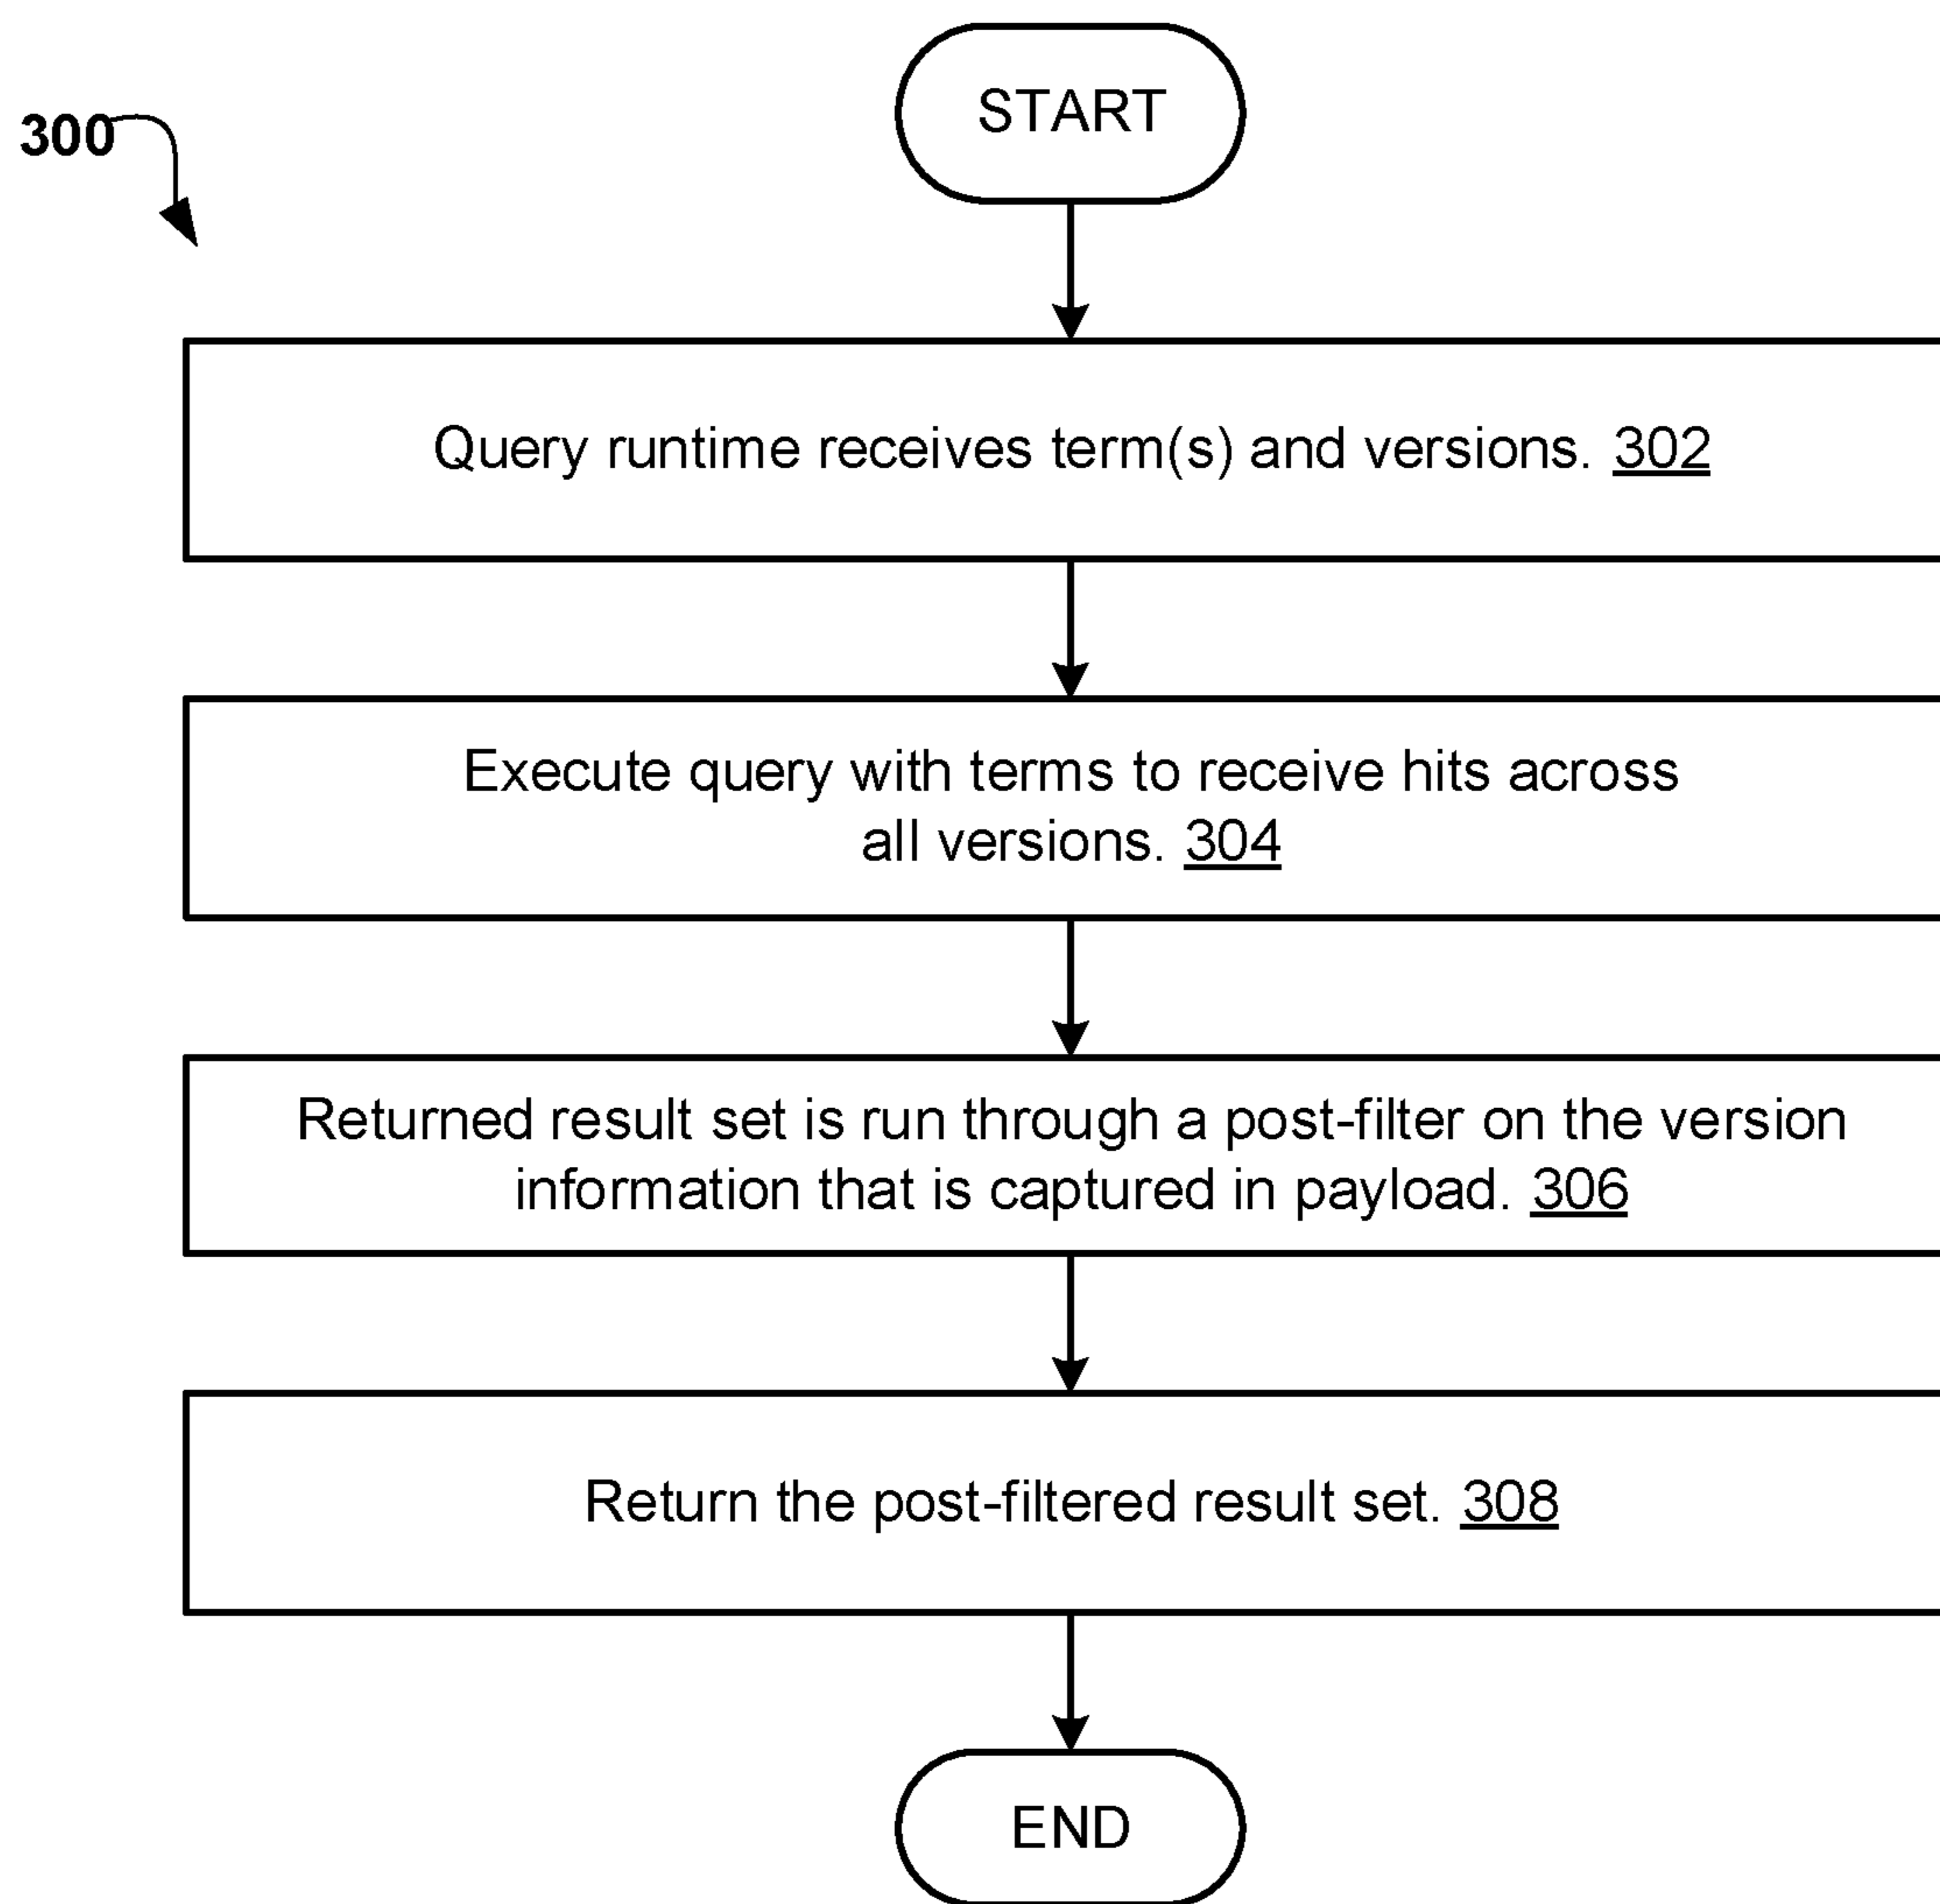 START
300
Query runtime receives term(s) and versions. 302
Execute query with terms to receive hits across
all versions. 304
Returned result set is run through a post-filter on the version
information that is captured in payload. 306
Return the post-filtered result set. 308
END